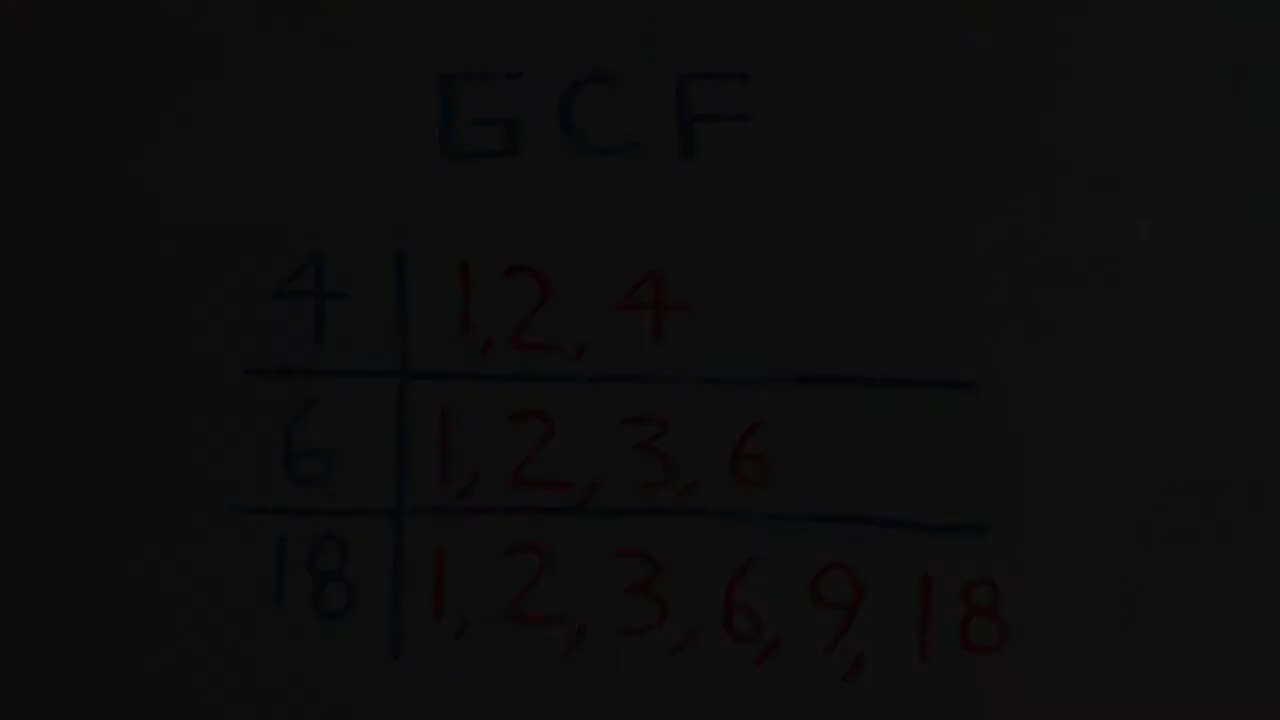 GCF
4 1, 2, 4
6 1, 2, 3, 6
18 1, 2, 3, 6, 9, 18